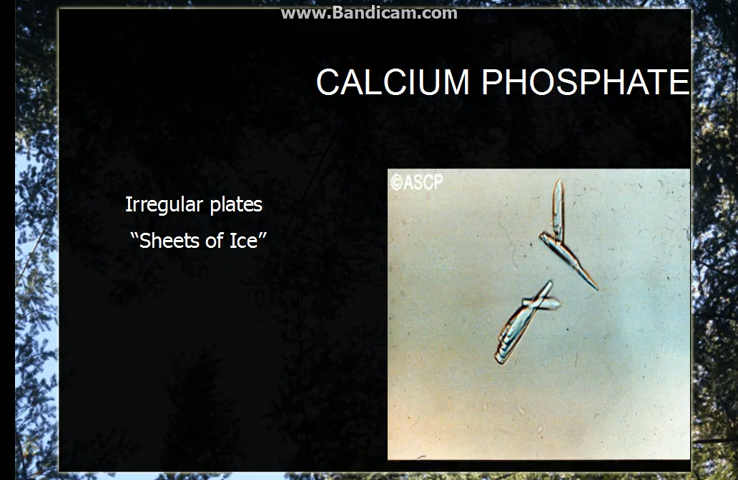 www.Bandicam.com
CALCIUM PHOSPHATE
©ASCP
Irregular plates
“Sheets of Ice”